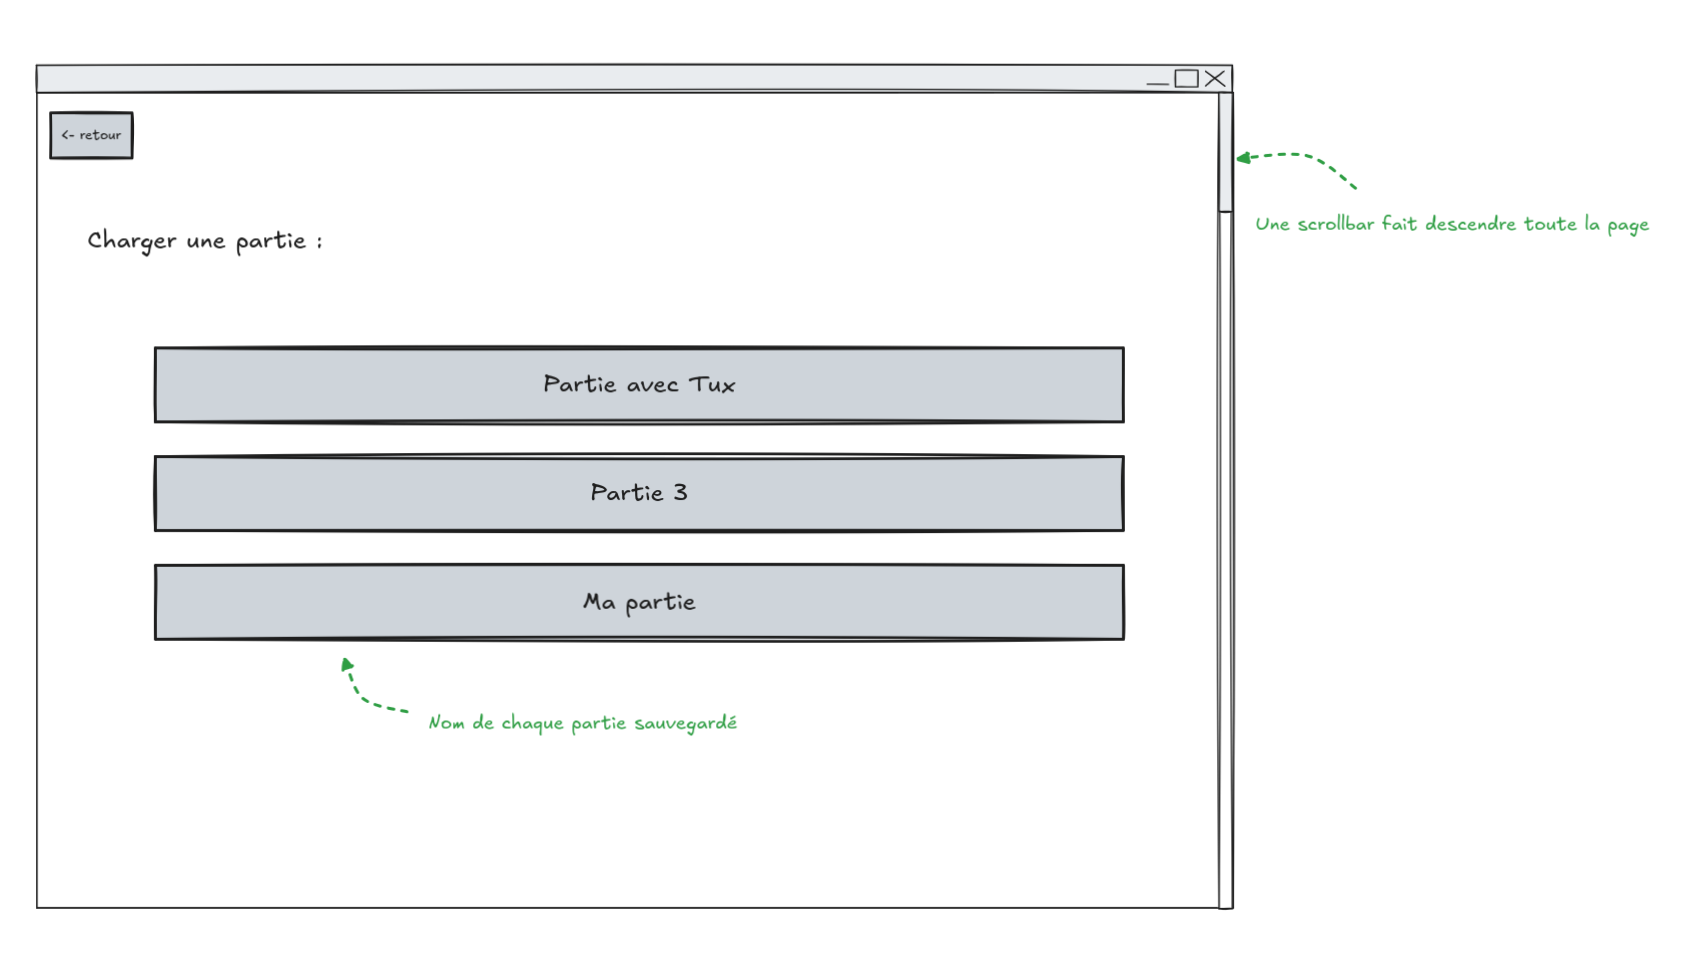 <- retour
Une scrollbar fait descendre toute la page
Charger une partie :
Partie avec Tux
Partie 3
Ma partie
Nom de chaque partie sauvegardé